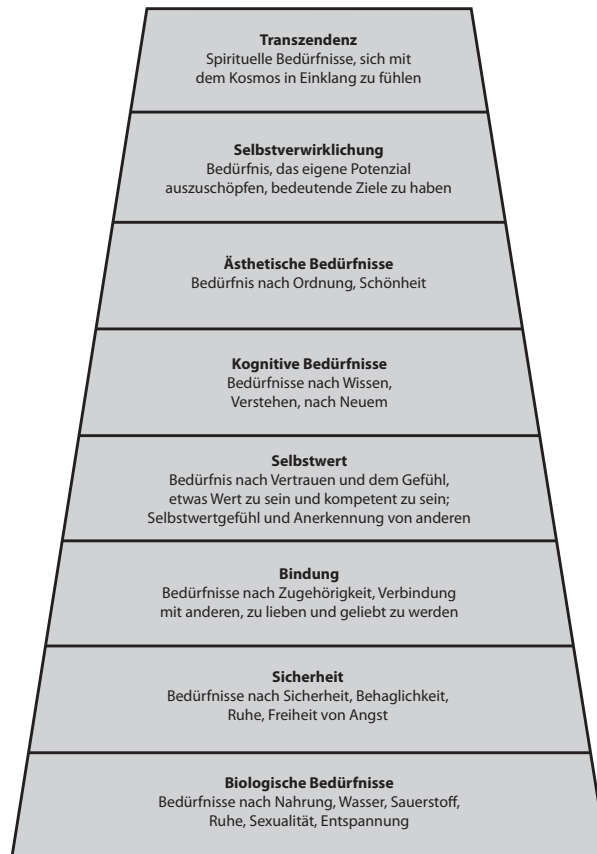 Transzendenz
Spirituelle Bedürfnisse, sich mit
dem Kosmos in Einklang zu fühlen
Selbstverwirklichung
Bedürfnis, das eigene Potenzial
auszuschöpfen, bedeutende Ziele zu haben
Ästhetische Bedürfnisse
Bedürfnis nach Ordnung, Schönheit
Kognitive Bedürfnisse
Bedürfnisse nach Wissen,
Verstehen, nach Neuem
Selbstwert
Bedürfnis nach Vertrauen und dem Gefühl,
etwas Wert zu sein und kompetent zu sein;
Selbstwertgefühl und Anerkennung von anderen
Bindung
Bedürfnisse nach Zugehörigkeit, Verbindung
mit anderen, zu lieben und geliebt zu werden
Sicherheit
Bedürfnisse nach Sicherheit, Behaglichkeit,
Ruhe, Freiheit von Angst
Biologische Bedürfnisse
Bedürfnisse nach Nahrung, Wasser, Sauerstoff,
Ruhe, Sexualität, Entspannung